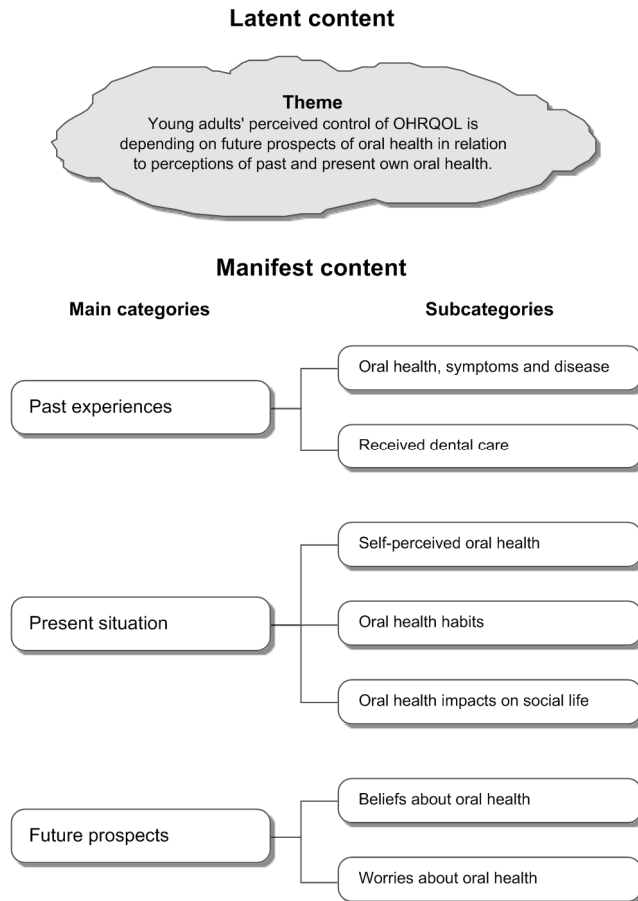 Latent content
Theme
Young adults' perceived control of OHRQOL is
depending on future prospects of oral health in relation
to perceptions of past and present own oral health.
Manifest content
Main categories
Subcategories
Past experiences
Oral health, symptoms and disease
Received dental care
Present situation
Self-perceived oral health
Oral health habits
Oral health impacts on social life
Future prospects
Beliefs about oral health
Worries about oral health